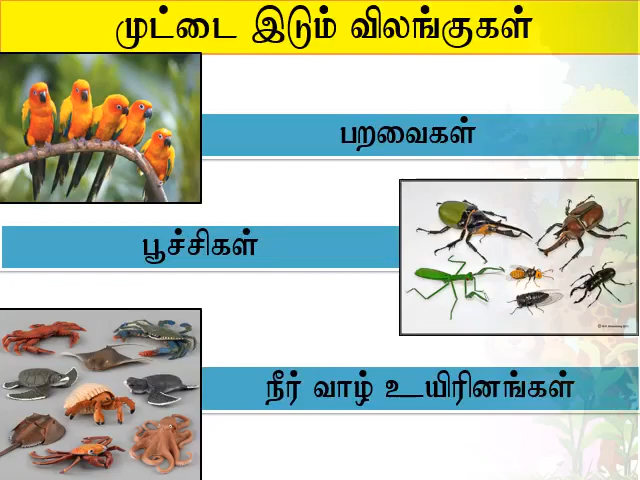 முட்டை இடும் விலங்குகள்
பறவைகள்
பூச்சிகள்
நீர் வாழ் உயிரினங்கள்